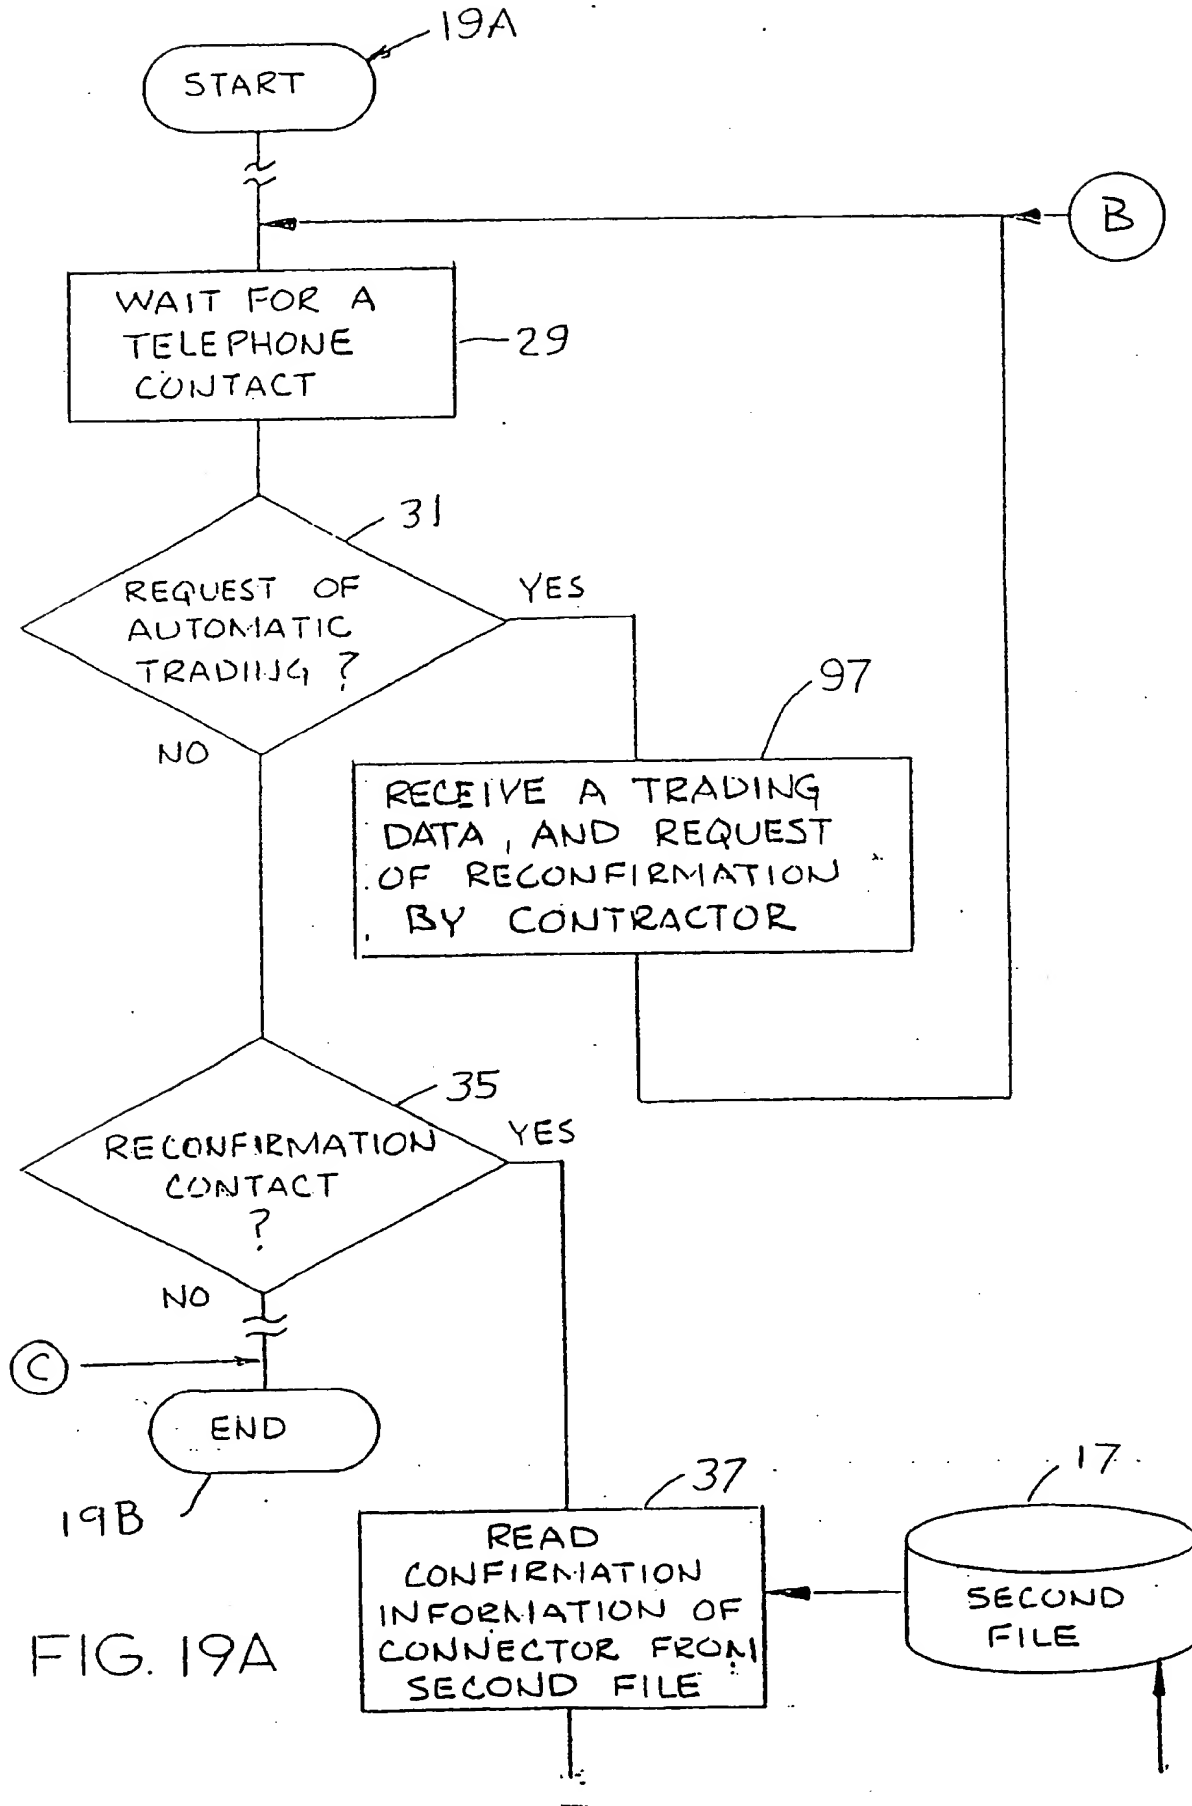 19A
START
B
WAIT FOR A
TELEPHONE
CONTACT
29
31
REQUEST OF
AUTOMATIC
TRADING ?
YES
NO
97
RECEIVE A TRADING
DATA, AND REQUEST
OF RECONFIRMATION
BY CONTRACTOR
35
RECONFIRMATION
CONTACT
?
YES
NO
C
END
19B
37
READ
CONFIRMATION
INFORMATION OF
CONNECTOR FROM
SECOND FILE
17
SECOND
FILE
FIG. 19A